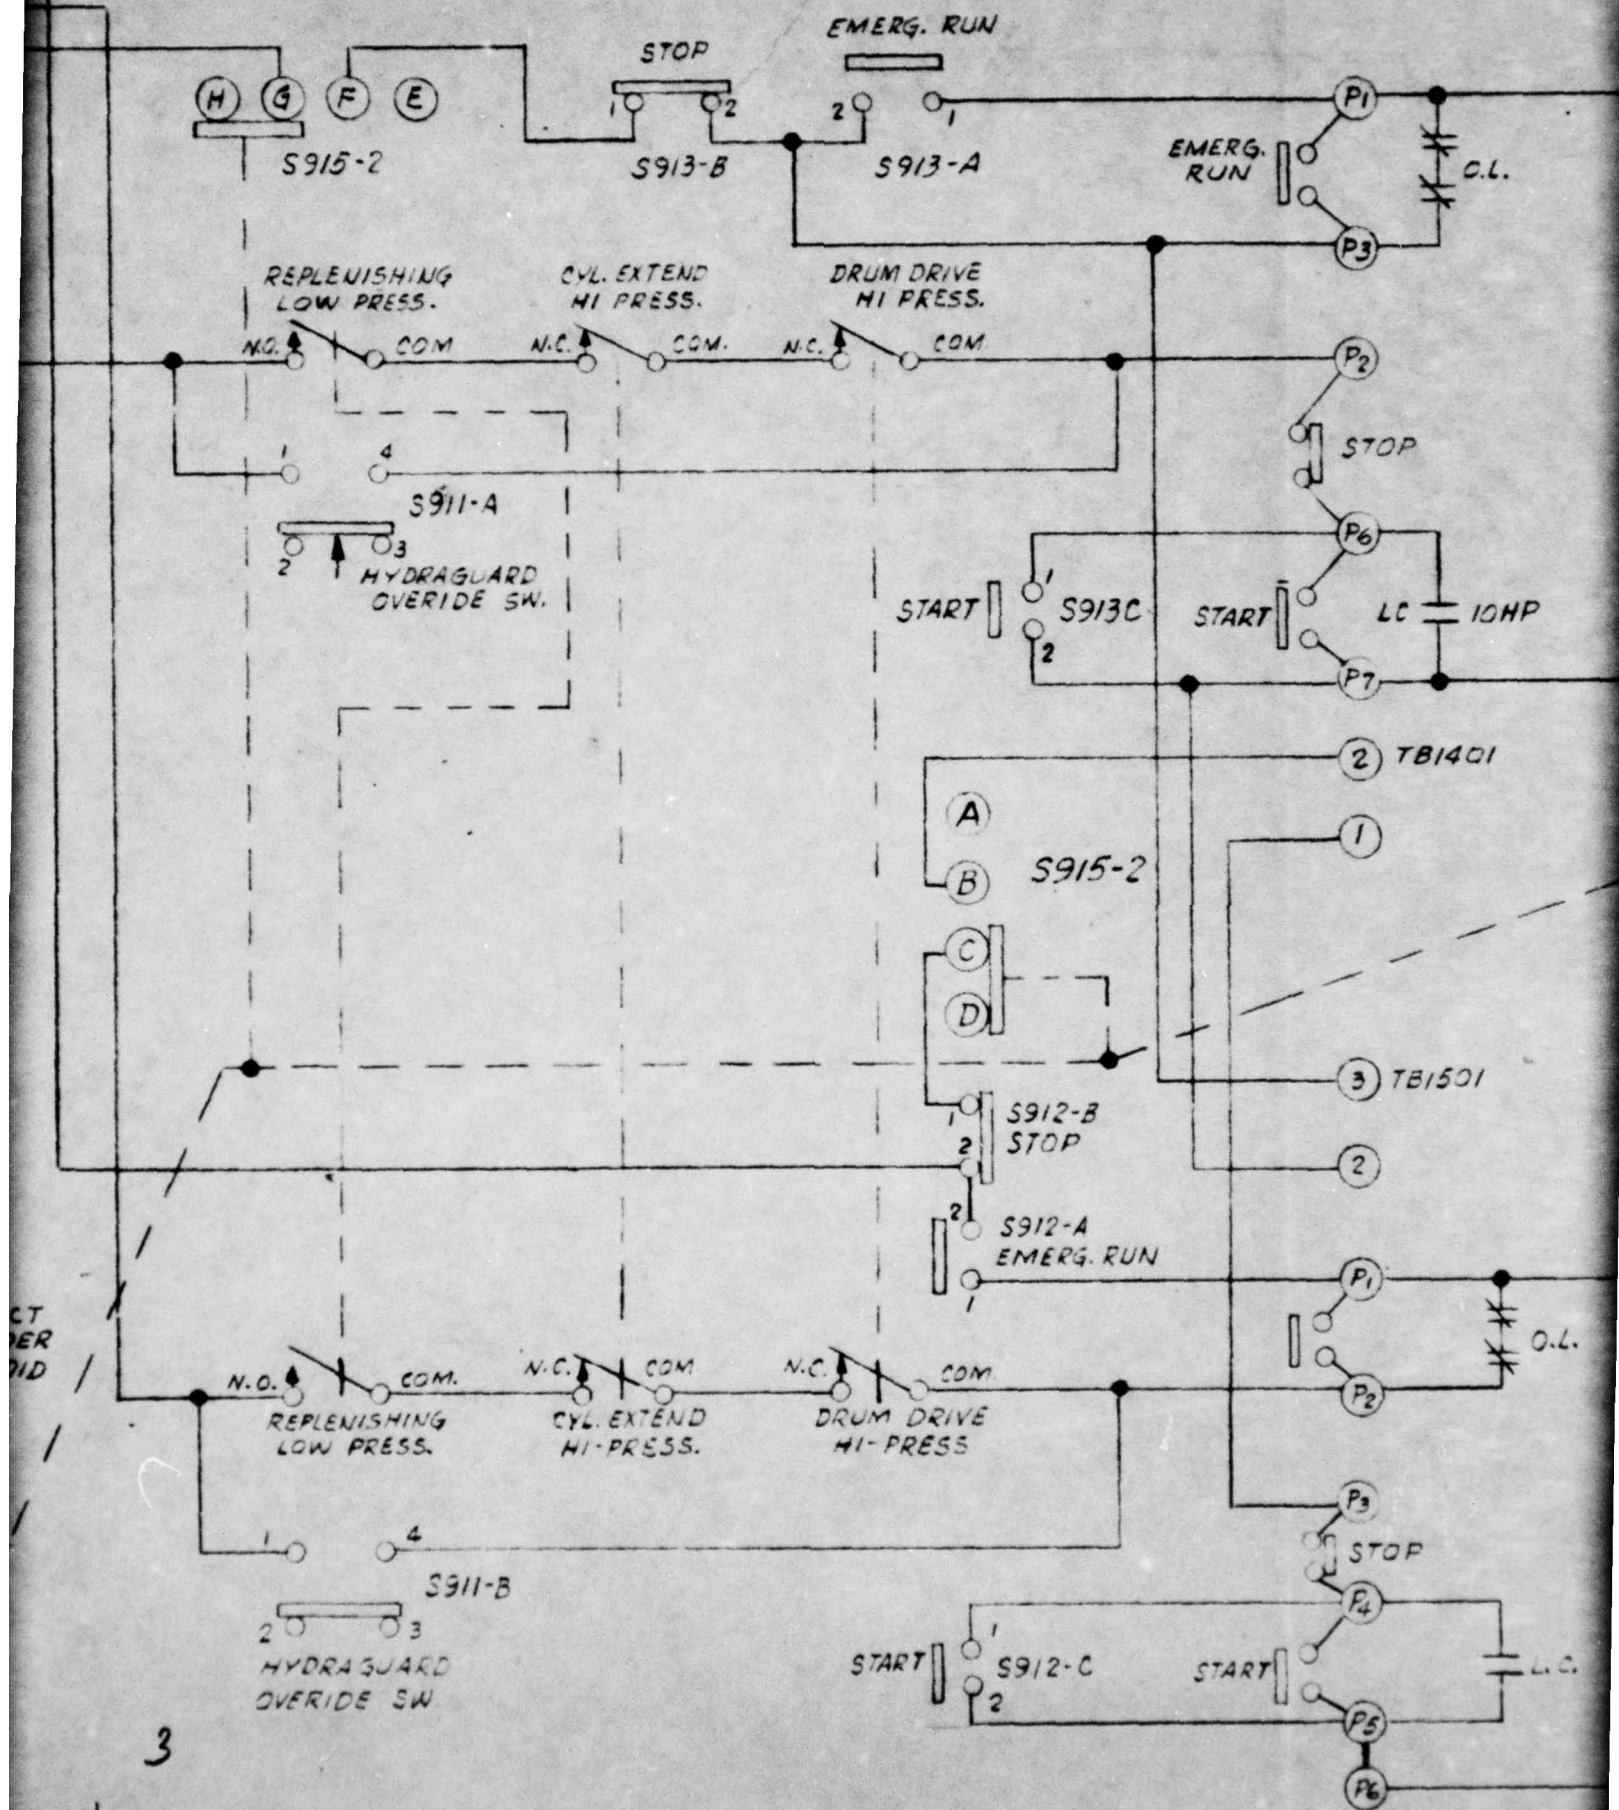 EMERG. RUN
STOP
H G F E
1 2
2 1
P1
S915-2
S913-B
S913-A
EMERG.
RUN
O.L.
P3
REPLENISHING
LOW PRESS.
CYL. EXTEND
HI PRESS.
DRUM DRIVE
HI PRESS.
N.O. COM
N.C. COM.
N.C. COM.
P2
STOP
1 4
S911-A
2 3
HYDRAGUARD
OVERIDE SW.
P6
START
1
S913C
2
START
LC
10HP
P7
2 TB1401
A
1
B
S915-2
C
D
3 TB1501
1
S912-B
STOP
2
2
2
S912-A
EMERG. RUN
1
P1
CT
DER
OID
O.L.
N.O. COM.
N.C. COM
N.C. COM.
P2
REPLENISHING
LOW PRESS.
CYL. EXTEND
HI-PRESS.
DRUM DRIVE
HI-PRESS
P3
STOP
1 4
S911-B
2 3
HYDRAGUARD
OVERIDE SW
P4
START
1
S912-C
2
START
L.C.
P5
3
P6